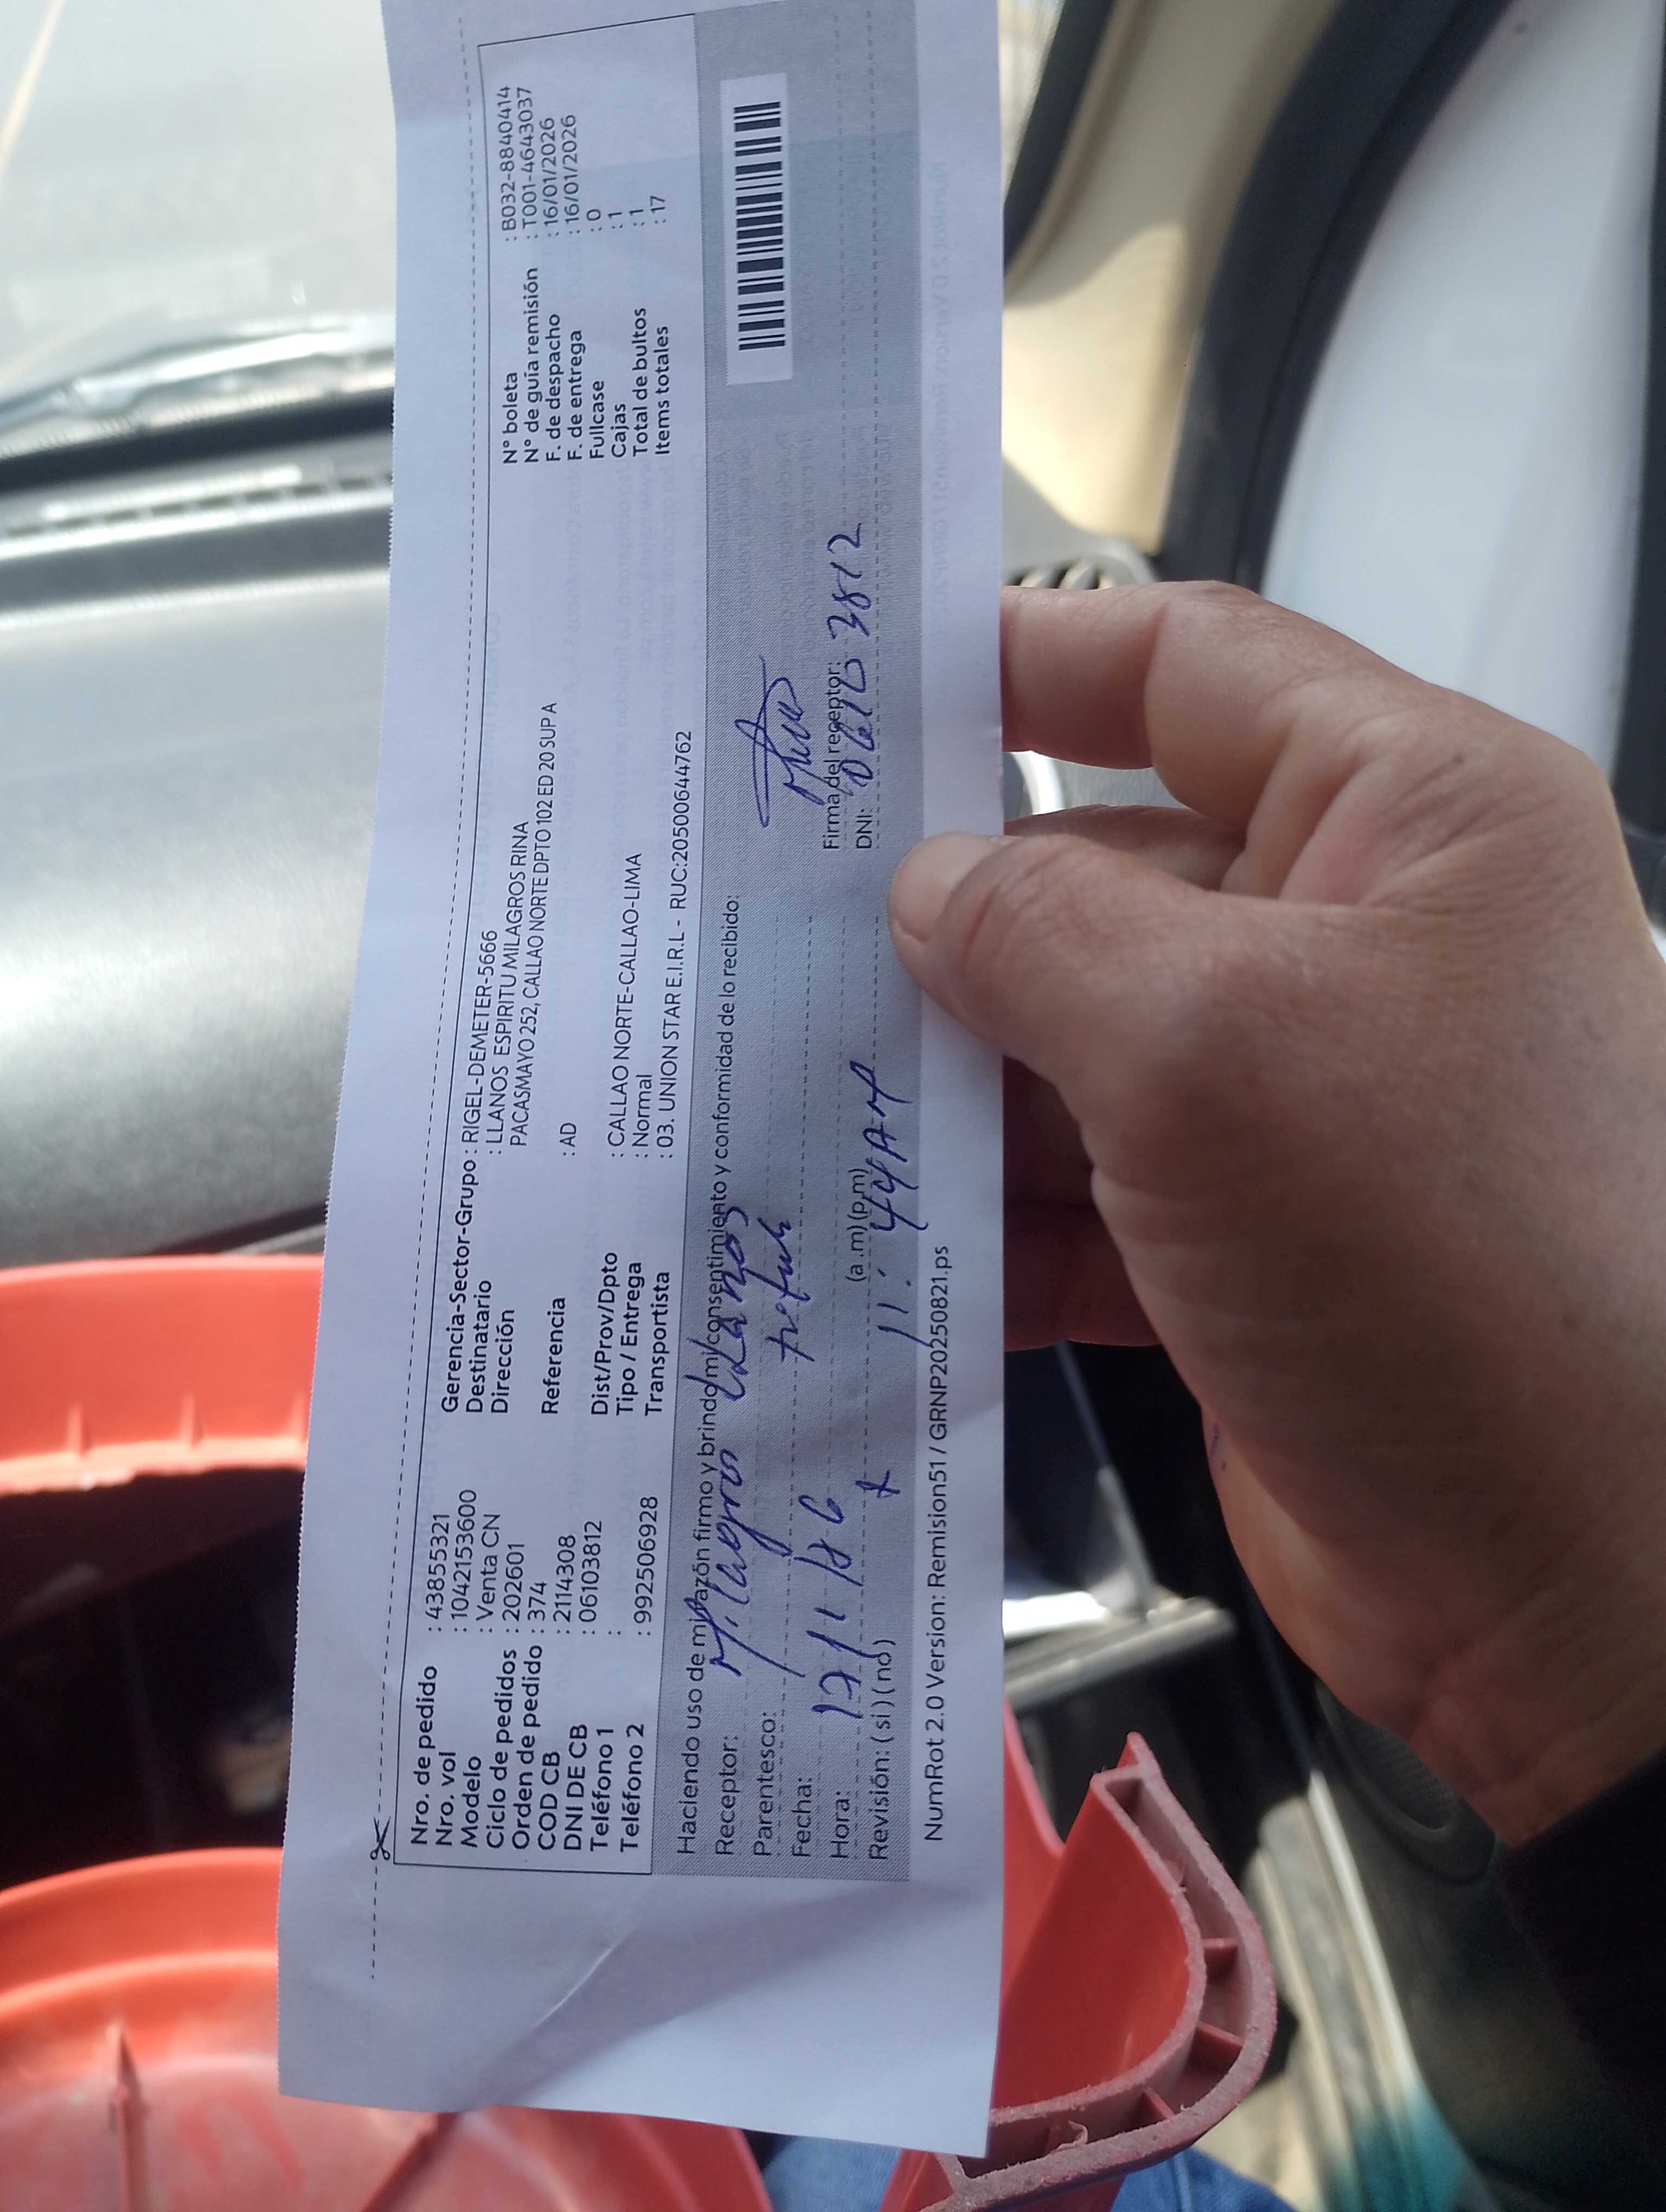 Nro. de pedido : 43855321
Nro. vol : 1042153600
Modelo : Venta CN
Ciclo de pedidos : 202601
Orden de pedido : 374
COD CB : 2114308
DNI DE CB : 06103812
Teléfono 1 :
Teléfono 2 : 992506928
Gerencia-Sector-Grupo : RIGEL-DEMETER-5666
Destinatario : LLANOS ESPIRITU MILAGROS RINA
Dirección PACASMAYO 252, CALLAO NORTE DPTO 102 ED 20 SUP A
Referencia : AD
Dist/Prov/Dpto : CALLAO NORTE-CALLAO-LIMA
Tipo / Entrega : Normal
Transportista : 03. UNION STAR E.I.R.L - RUC:20500644762
N° boleta : B032-8840414
N° de guía remisión : T001-4643037
F. de despacho : 16/01/2026
F. de entrega : 16/01/2026
Fullcase : 0
Cajas : 1
Total de bultos : 1
Items totales : 17
Haciendo uso de mi razón firmo y brindo mi consentimiento y conformidad de lo recibido:
Receptor: Milagros Llanos
Parentesco:
Fecha: 17/1/26
Hora: 11:44 AM (a .m) (p.m)
Revisión: ( si ) ( no )
Firma del receptor:
DNI: 06103812
NumRot 2.0 Version: Remision51 / GRNP20250821.ps